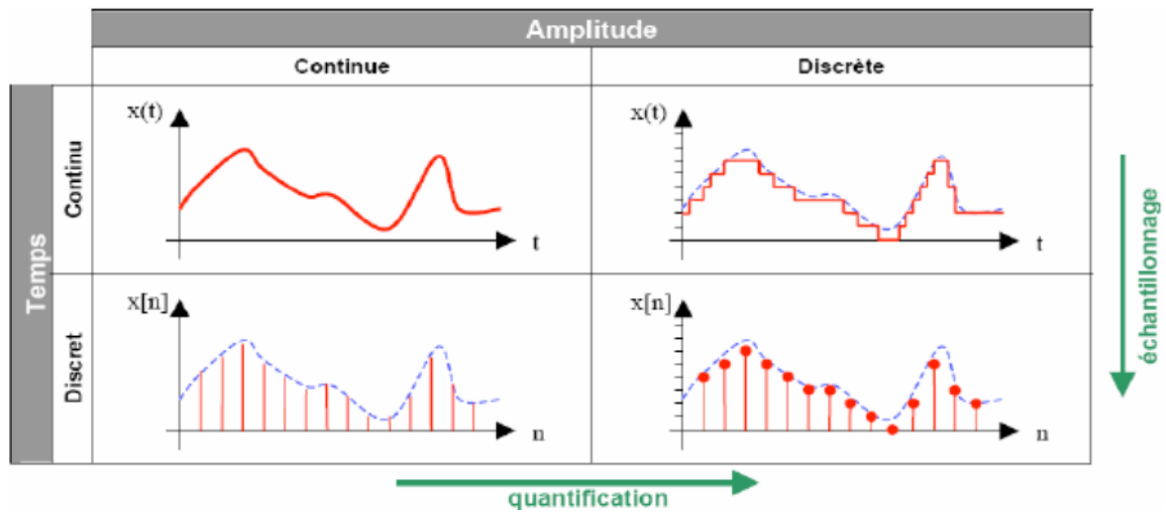 Amplitude
Continue
Discrète
Temps
Continu
x(t)
t
x(t)
t
échantillonnage
Discret
x[n]
n
x[n]
n
quantification